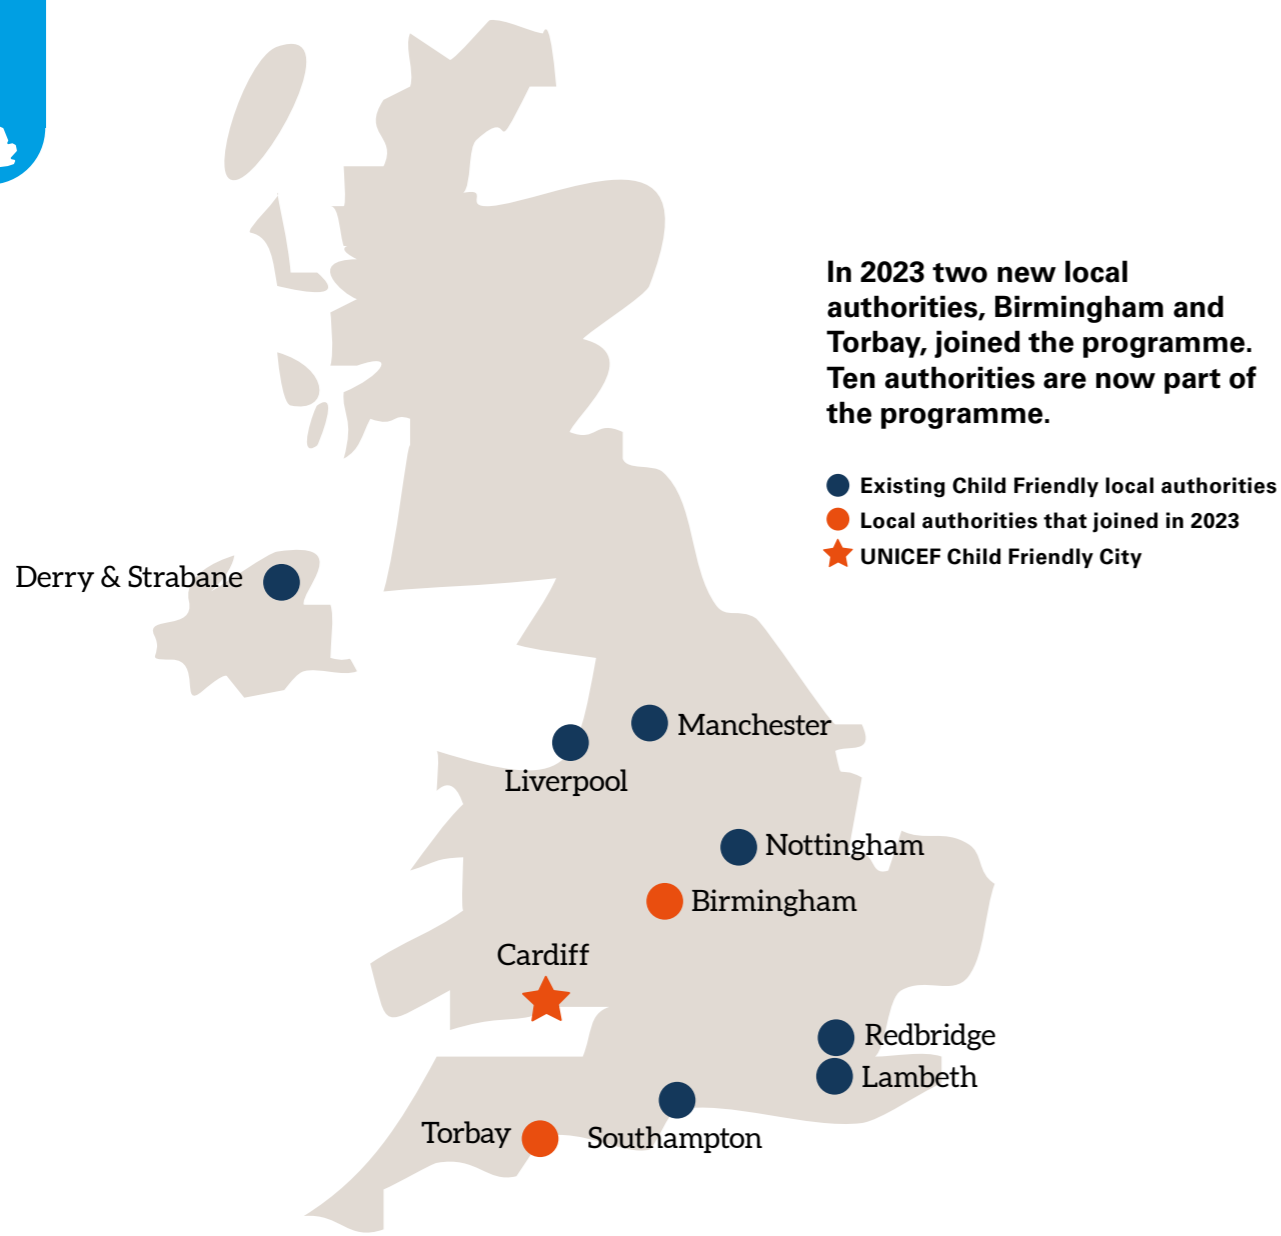 In 2023 two new local
authorities, Birmingham and
Torbay, joined the programme.
Ten authorities are now part of
the programme.
Existing Child Friendly local authorities
Local authorities that joined in 2023
UNICEF Child Friendly City
Derry & Strabane
Manchester
Liverpool
Nottingham
Birmingham
Cardiff
Redbridge
Lambeth
Torbay
Southampton